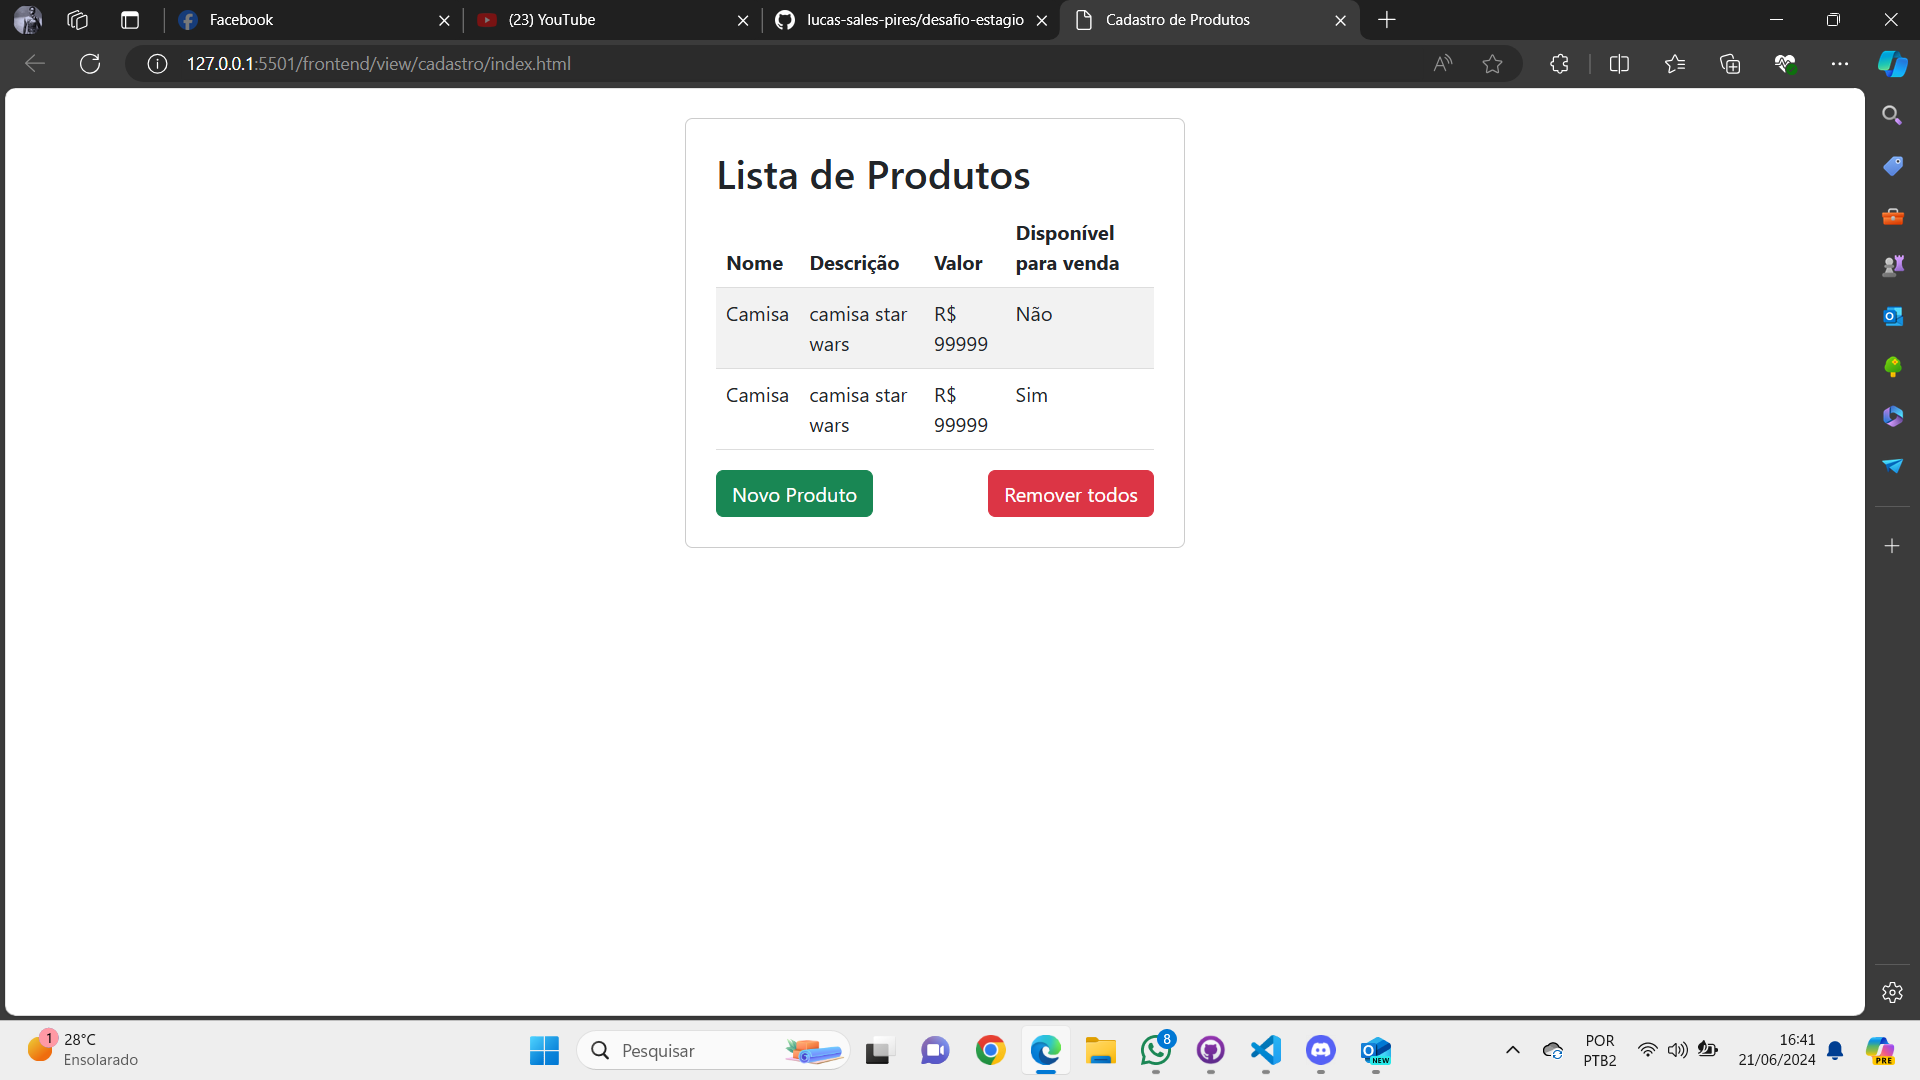 Facebook
(23) YouTube
lucas-sales-pires/desafio-estagio
Cadastro de Produtos
127.0.0.1:5501/frontend/view/cadastro/index.html
Lista de Produtos
Nome Descrição Valor Disponível para venda
Camisa camisa star wars R$ 99999 Não
Camisa camisa star wars R$ 99999 Sim
Novo Produto Remover todos
1
28°C
Ensolarado
Pesquisar
8
NEW
POR
PTB2
16:41
21/06/2024
PRE